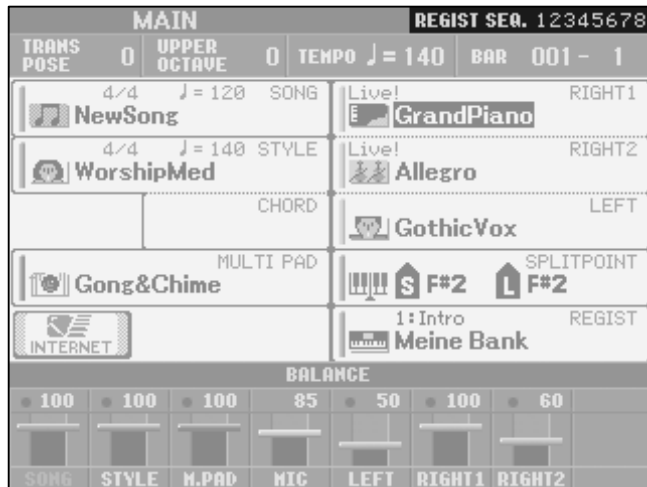 MAIN REGIST SEQ. 12345678
TRANS POSE 0 UPPER OCTAVE 0 TEMPO ♩=140 BAR 001- 1
4/4 ♩=120 SONG
NewSong
Live! RIGHT1
GrandPiano
4/4 ♩=140 STYLE
WorshipMed
Live! RIGHT2
Allegro
CHORD
LEFT
GothicVox
MULTI PAD
Gong&Chime
SPLITPOINT
S F#2 L F#2
INTERNET
1:Intro REGIST
Meine Bank
BALANCE
100 100 100 85 50 100 60
SONG STYLE M.PAD MIC LEFT RIGHT1 RIGHT2